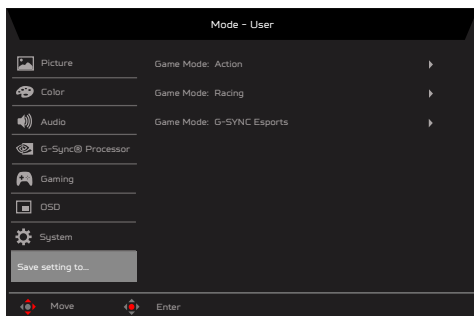 Mode - User
Picture
Game Mode: Action
Color
Game Mode: Racing
Audio
Game Mode: G-SYNC Esports
G-Sync® Processor
Gaming
OSD
System
Save setting to...
Move
Enter